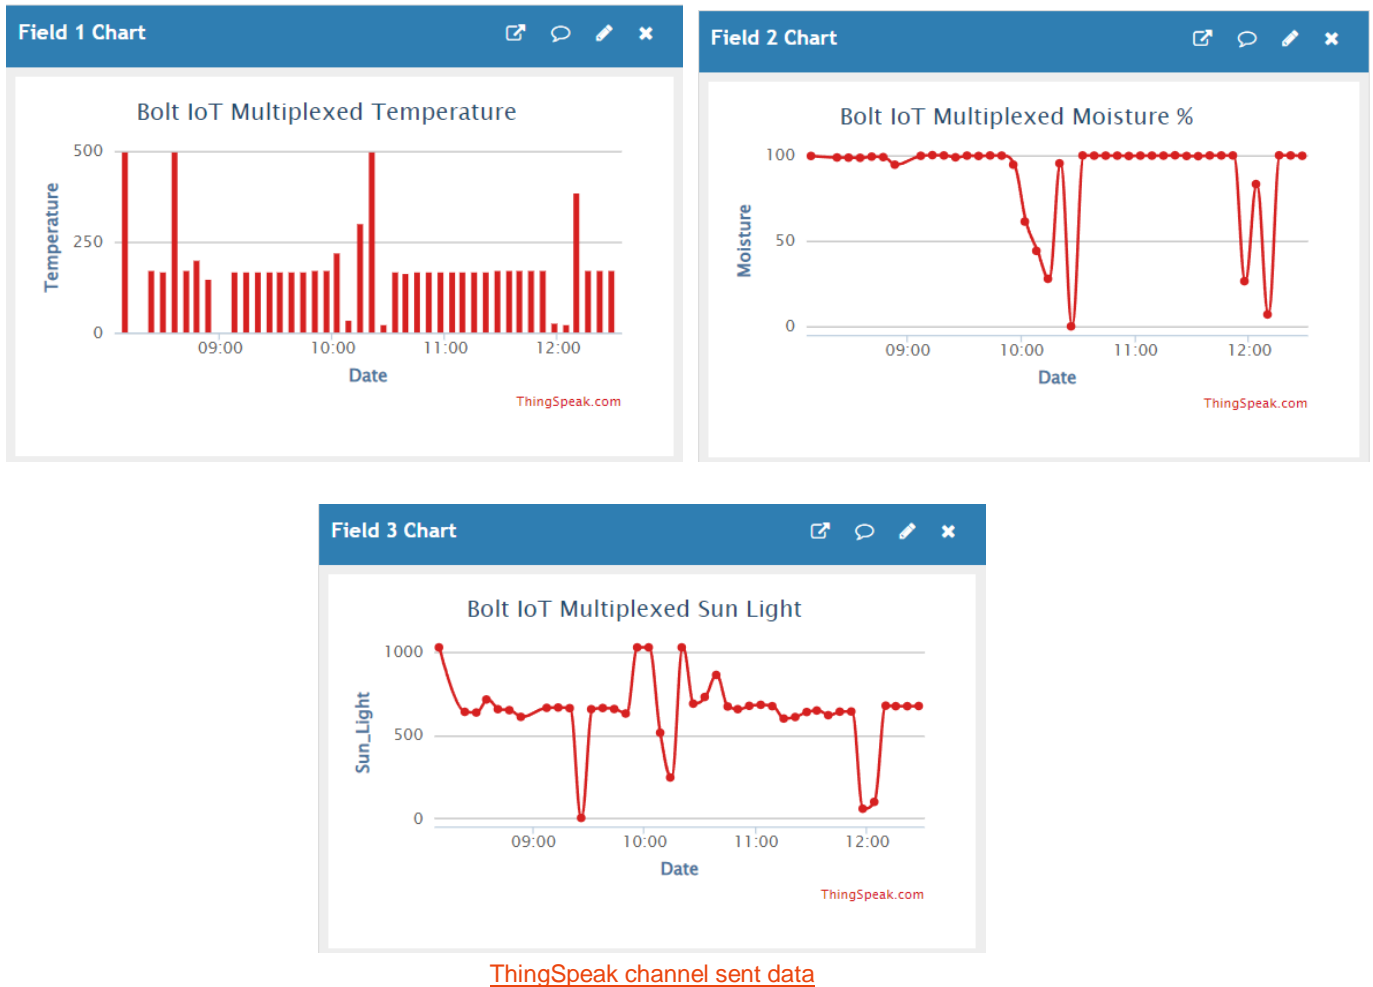 Field 1 Chart
Bolt IoT Multiplexed Temperature
500
250
0
Temperature
09:00 10:00 11:00 12:00
Date
ThingSpeak.com
Field 2 Chart
Bolt IoT Multiplexed Moisture %
100
50
0
Moisture
09:00 10:00 11:00 12:00
Date
ThingSpeak.com
Field 3 Chart
Bolt IoT Multiplexed Sun Light
1000
500
0
Sun_Light
09:00 10:00 11:00 12:00
Date
ThingSpeak.com
ThingSpeak channel sent data